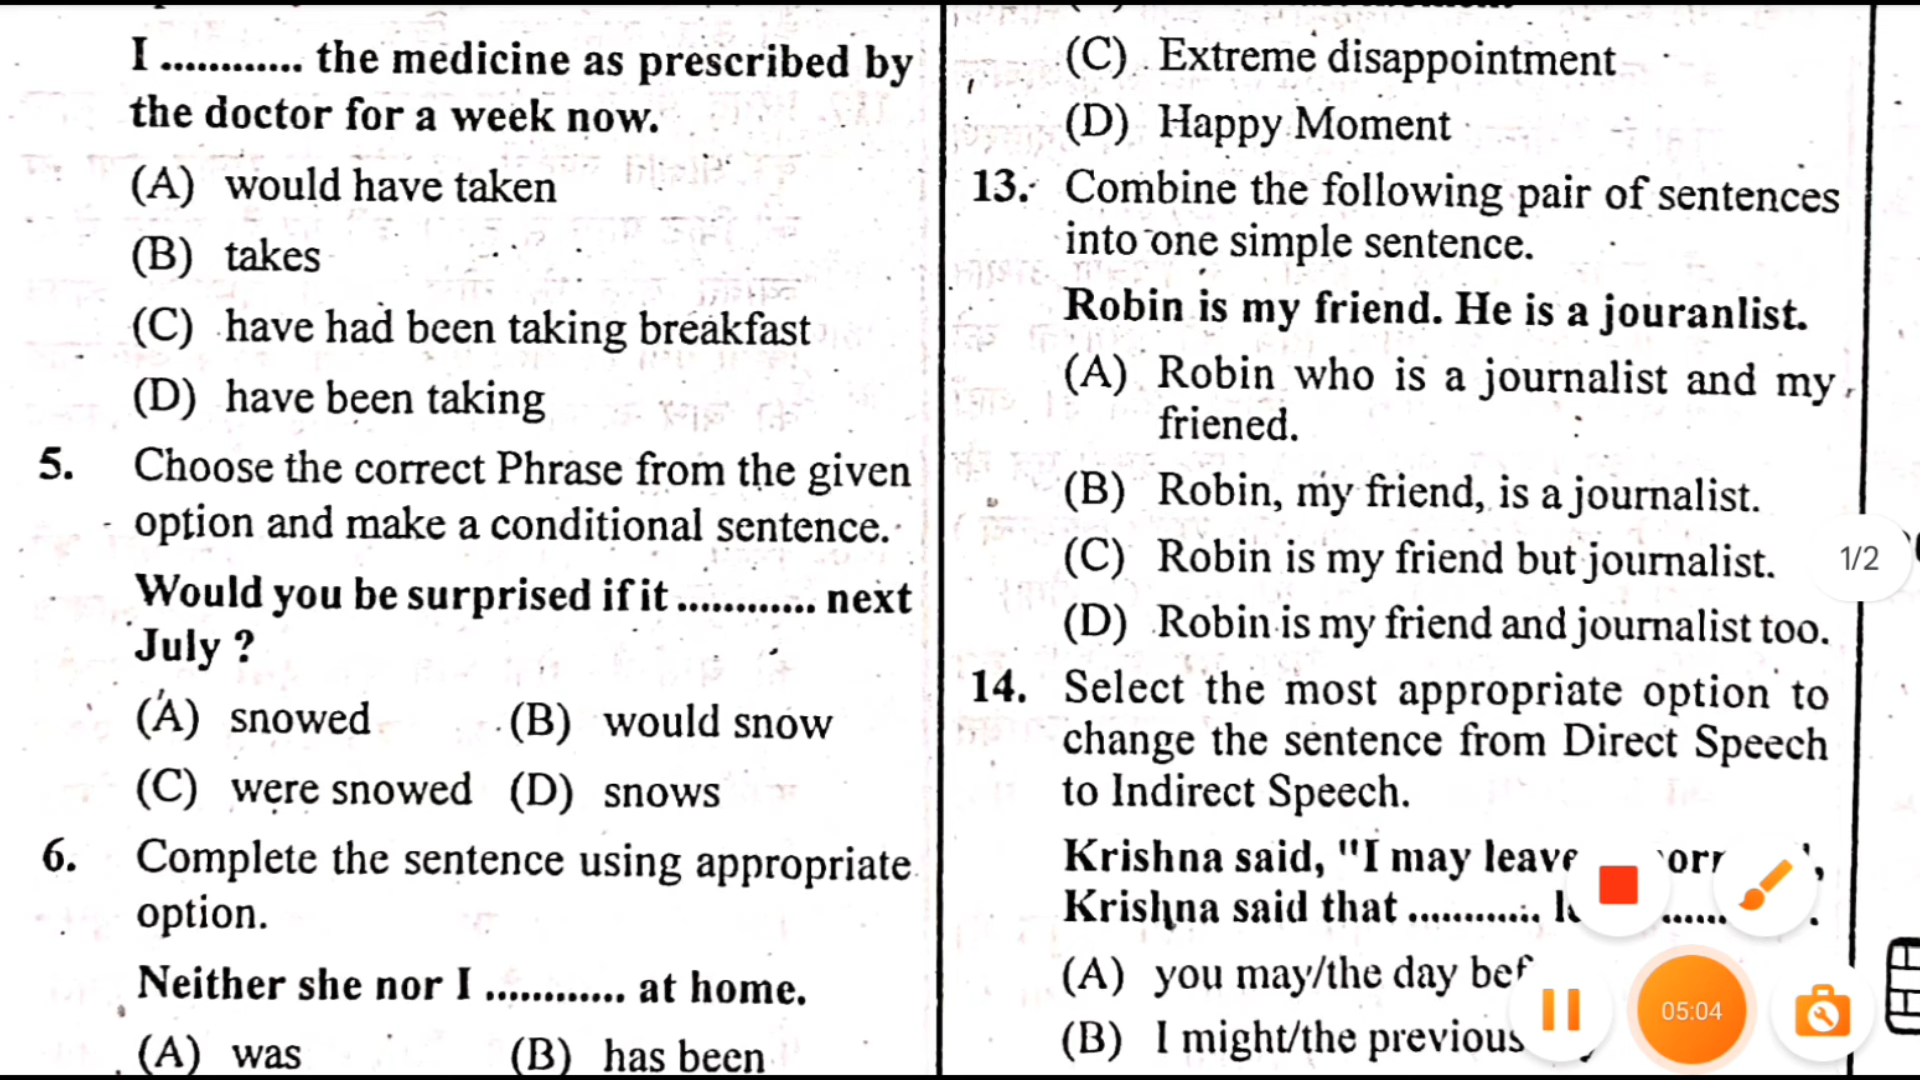 I ............ the medicine as prescribed by
the doctor for a week now.
(A) would have taken
(B) takes
(C) have had been taking breakfast
(D) have been taking
5. Choose the correct Phrase from the given
option and make a conditional sentence.
Would you be surprised if it ............ next
July ?
(A) snowed (B) would snow
(C) were snowed (D) snows
6. Complete the sentence using appropriate
option.
Neither she nor I ............ at home.
(A) was (B) has been
(C) Extreme disappointment
(D) Happy Moment
13. Combine the following pair of sentences
into one simple sentence.
Robin is my friend. He is a jouranlist.
(A) Robin who is a journalist and my
friened.
(B) Robin, my friend, is a journalist.
(C) Robin is my friend but journalist.
(D) Robin is my friend and journalist too.
14. Select the most appropriate option to
change the sentence from Direct Speech
to Indirect Speech.
Krishna said, "I may leave
Krishna said that ............
(A) you may/the day
(B) I might/the previous
1/2
05:04